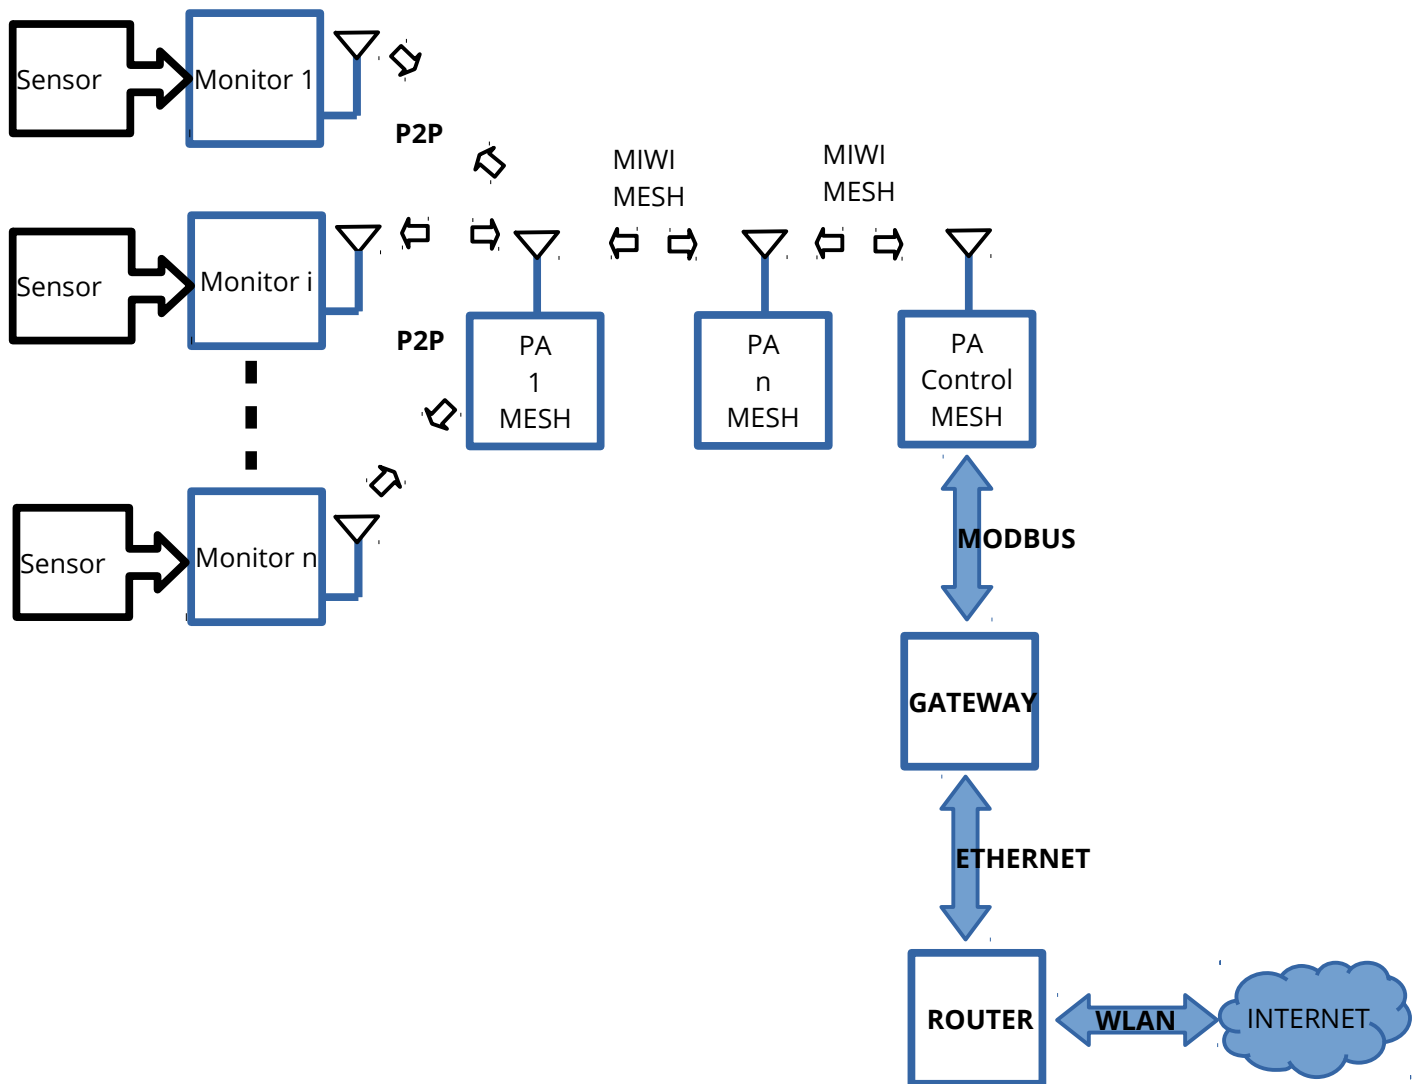 Sensor
Monitor 1
P2P
MIWI
MESH
MIWI
MESH
Sensor
Monitor i
P2P
PA
1
MESH
PA
n
MESH
PA
Control
MESH
Sensor
Monitor n
MODBUS
GATEWAY
ETHERNET
ROUTER
WLAN
INTERNET